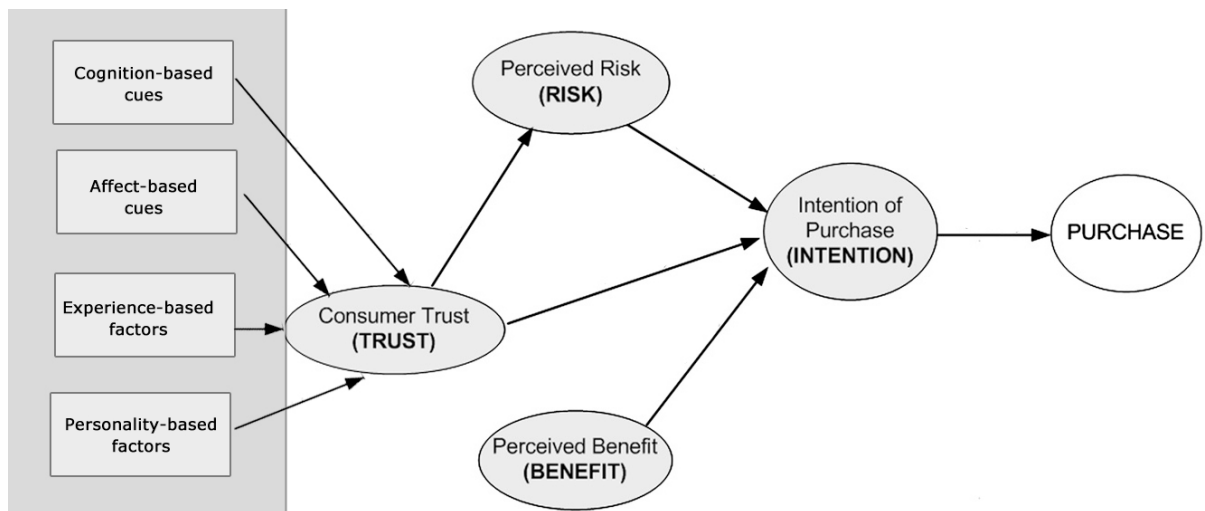 Cognition-based
cues
Affect-based
cues
Experience-based
factors
Personality-based
factors
Consumer Trust
(TRUST)
Perceived Risk
(RISK)
Perceived Benefit
(BENEFIT)
Intention of
Purchase
(INTENTION)
PURCHASE